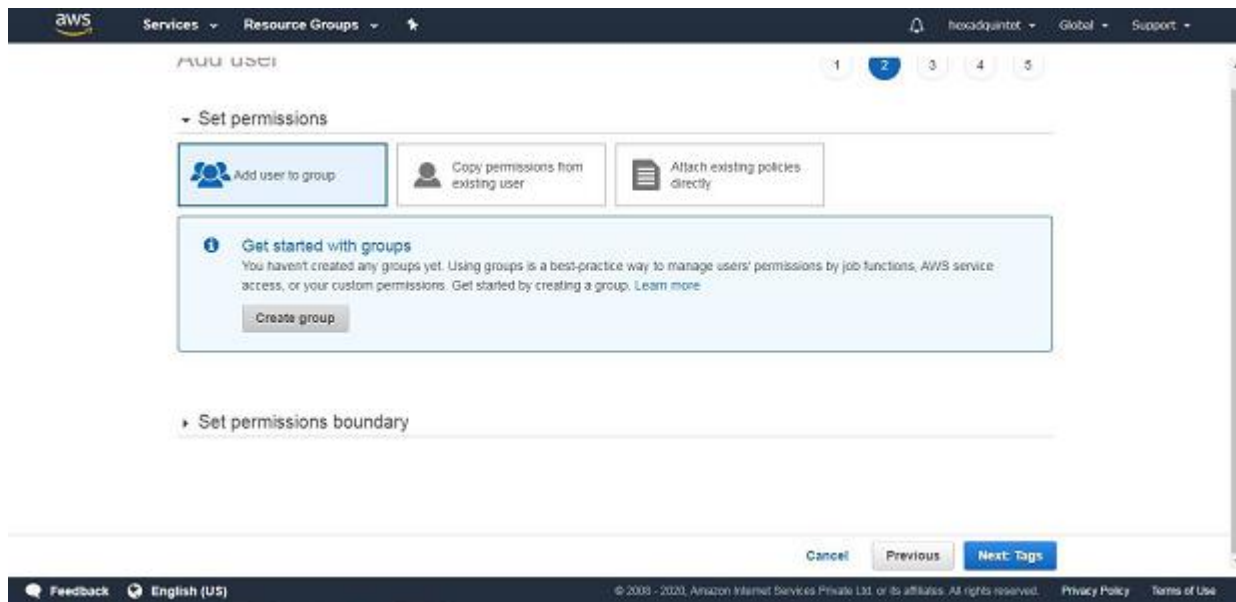 aws
Services
Resource Groups
hexadquintet
Global
Support
Add user
1
2
3
4
5
Set permissions
Add user to group
Copy permissions from
existing user
Attach existing policies
directly
Get started with groups
You haven't created any groups yet. Using groups is a best-practice way to manage users' permissions by job functions, AWS service
access, or your custom permissions. Get started by creating a group. Learn more
Create group
Set permissions boundary
Cancel
Previous
Next: Tags
Feedback
English (US)
© 2008 - 2020, Amazon Internet Services Private Ltd. or its affiliates. All rights reserved.
Privacy Policy
Terms of Use